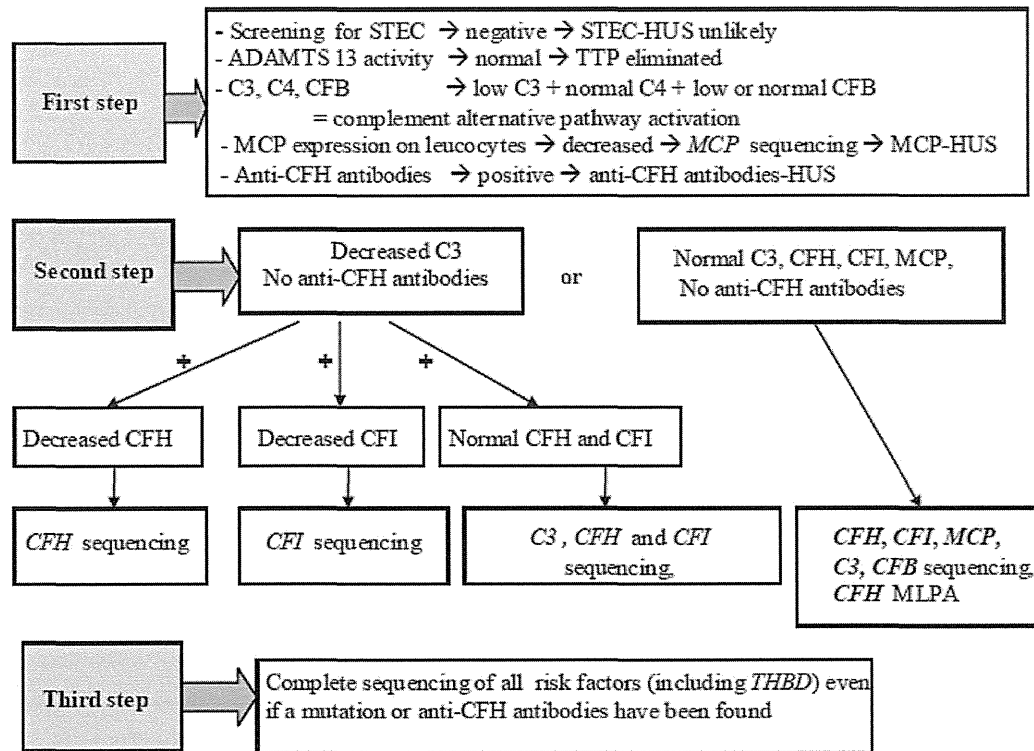 First step
- Screening for STEC → negative → STEC-HUS unlikely
- ADAMTS 13 activity → normal → TTP eliminated
- C3, C4, CFB → low C3 + normal C4 + low or normal CFB
= complement alternative pathway activation
- MCP expression on leucocytes → decreased → MCP sequencing → MCP-HUS
- Anti-CFH antibodies → positive → anti-CFH antibodies-HUS
Second step
Decreased C3
No anti-CFH antibodies
or
Normal C3, CFH, CFI, MCP,
No anti-CFH antibodies
+ + +
Decreased CFH
Decreased CFI
Normal CFH and CFI
CFH sequencing
CFI sequencing
C3, CFH and CFI
sequencing,
CFH, CFI, MCP,
C3, CFB sequencing,
CFH MLPA
Third step
Complete sequencing of all risk factors (including THBD) even
if a mutation or anti-CFH antibodies have been found